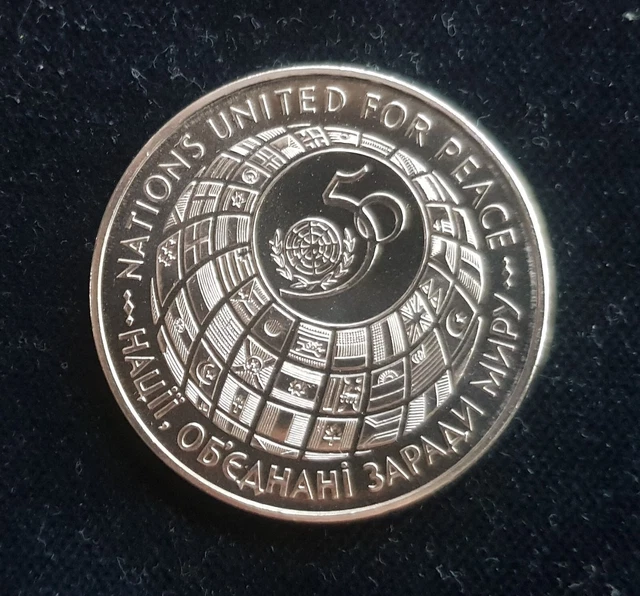 NATIONS UNITED FOR PEACE
50
НАЦІЇ, ОБ'ЄДНАНІ ЗАРАДИ МИРУ